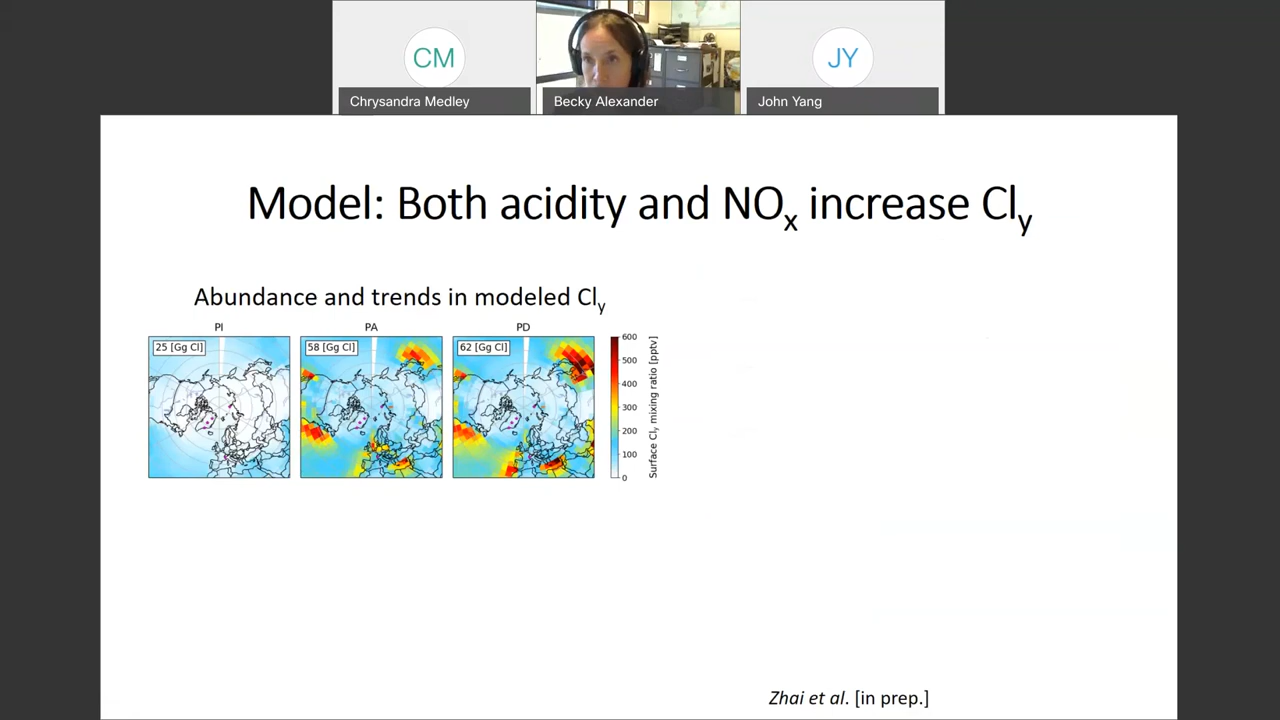 CM
JY
Chrysandra Medley
Becky Alexander
John Yang
Model: Both acidity and NOx increase Cly
Abundance and trends in modeled Cly
PI
PA
PD
25 [Gg Cl]
58 [Gg Cl]
62 [Gg Cl]
600
500
400
300
200
100
0
Surface Cly mixing ratio [pptv]
Zhai et al. [in prep.]